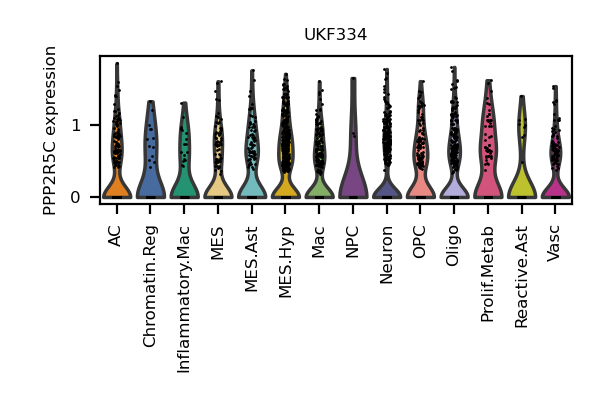 UKF334
PPP2R5C expression
1
0
AC
Chromatin.Reg
Inflammatory.Mac
MES
MES.Ast
MES.Hyp
Mac
NPC
Neuron
OPC
Oligo
Prolif.Metab
Reactive.Ast
Vasc